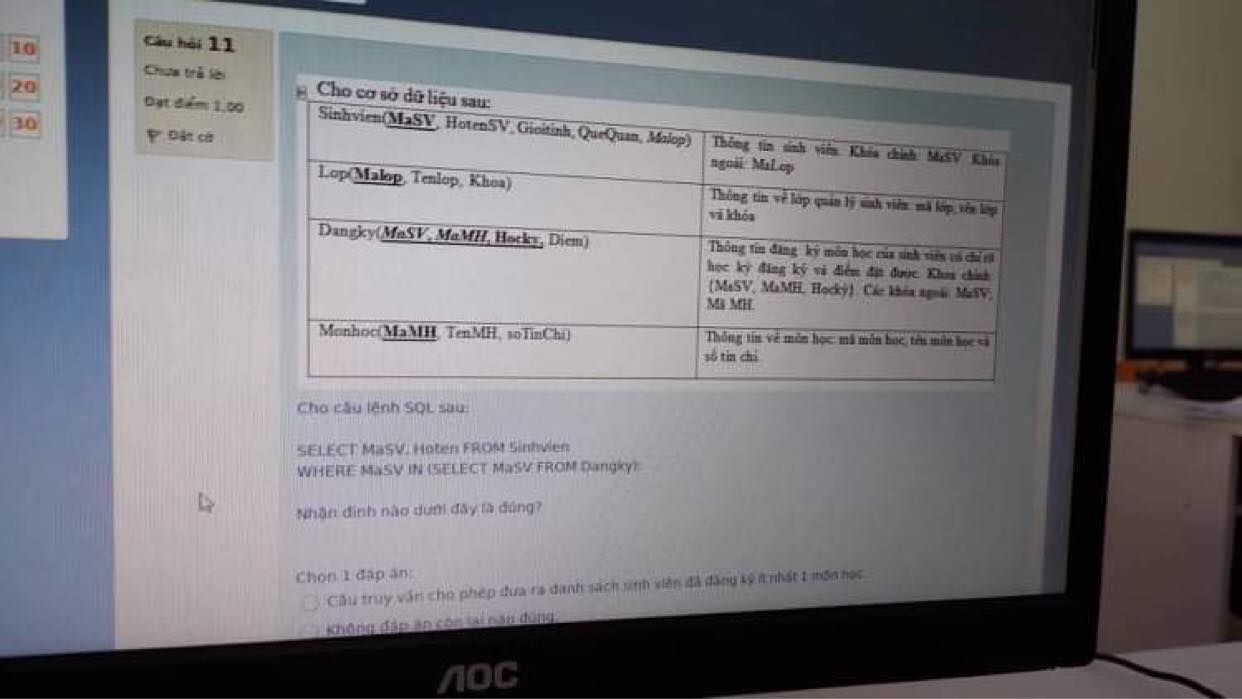 10
20
30
Câu hỏi 11
Chưa trả lời
Đạt điểm 1,00
Đặt cờ
Cho cơ sở dữ liệu sau:
Sinhvien(MaSV, HotenSV, Gioitinh, QueQuan, Malop)
Thông tin sinh viên. Khóa chính: MaSV. Khóa
ngoài: MaLop
Lop(Malop, Tenlop, Khoa)
Thông tin về lớp quản lý sinh viên: mã lớp, tên lớp
và khóa
Dangky(MaSV, MaMH, Hocky, Diem)
Thông tin đăng ký môn học của sinh viên có chỉ rõ
học kỳ đăng ký và điểm đạt được. Khóa chính:
{MaSV, MaMH, Hocký}. Các khóa ngoài: MaSV;
Mã MH.
Monhoc(MaMH, TenMH, soTinChi)
Thông tin về môn học: mã môn học, tên môn học và
số tín chỉ
Cho câu lệnh SQL sau:
SELECT MaSV, Hoten FROM Sinhvien
WHERE MaSV IN (SELECT MaSV FROM Dangky);
Nhận định nào dưới đây là đúng?
Chọn 1 đáp án:
Câu truy vấn cho phép đưa ra danh sách sinh viên đã đăng ký ít nhất 1 môn học.
Không đáp án còn lại nào đúng.
AOC